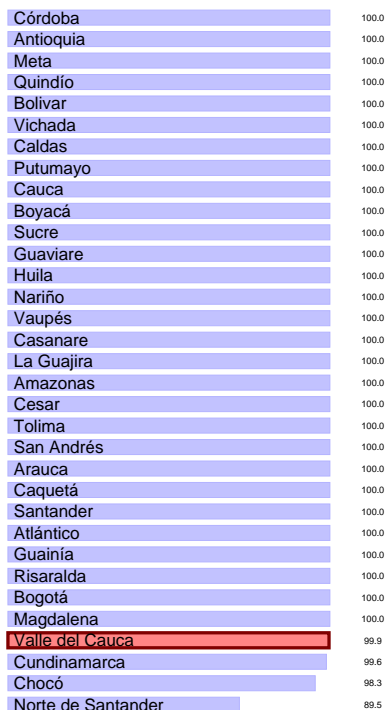 Córdoba 100.0
Antioquia 100.0
Meta 100.0
Quindío 100.0
Bolivar 100.0
Vichada 100.0
Caldas 100.0
Putumayo 100.0
Cauca 100.0
Boyacá 100.0
Sucre 100.0
Guaviare 100.0
Huila 100.0
Nariño 100.0
Vaupés 100.0
Casanare 100.0
La Guajira 100.0
Amazonas 100.0
Cesar 100.0
Tolima 100.0
San Andrés 100.0
Arauca 100.0
Caquetá 100.0
Santander 100.0
Atlántico 100.0
Guainía 100.0
Risaralda 100.0
Bogotá 100.0
Magdalena 100.0
Valle del Cauca 99.9
Cundinamarca 99.6
Chocó 98.3
Norte de Santander 89.5